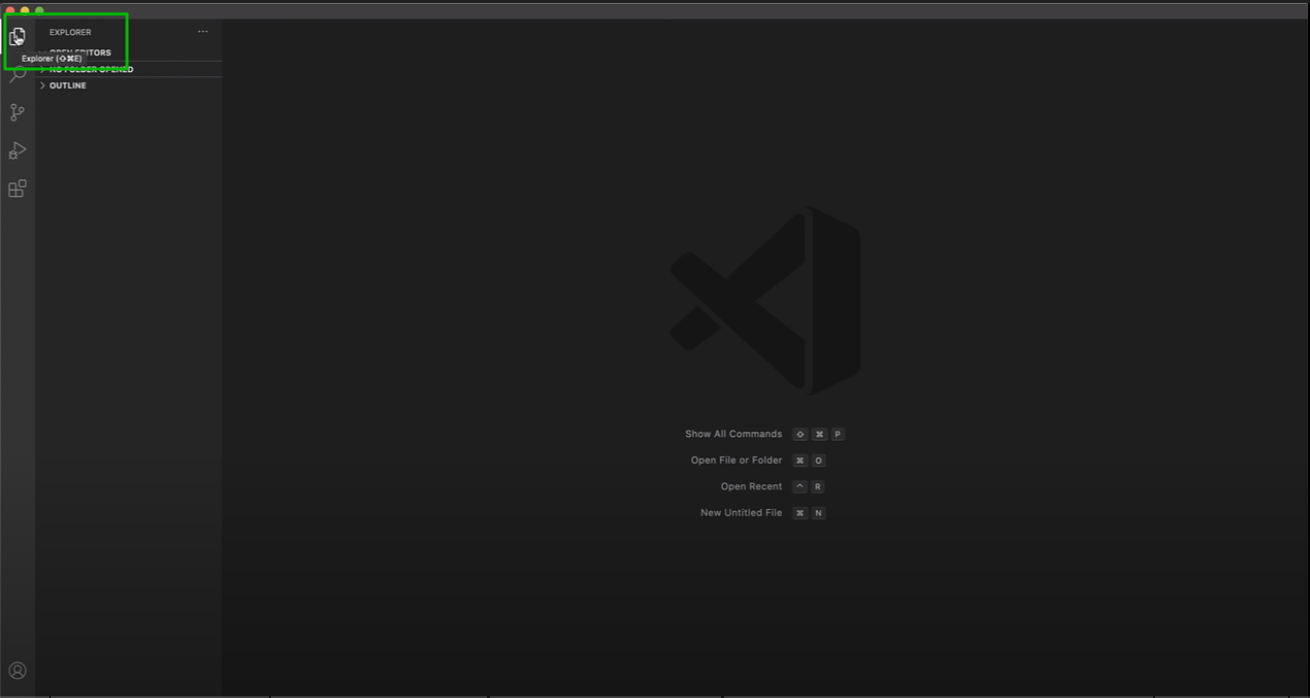 EXPLORER
OPEN EDITORS
Explorer (⇧⌘E)
NO FOLDER OPENED
OUTLINE
Show All Commands ⇧ ⌘ P
Open File or Folder ⌘ O
Open Recent ^ R
New Untitled File ⌘ N